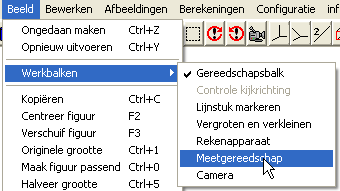 Beeld Bewerken Afbeeldingen Berekeningen Configuratie
Ongedaan maken Ctrl+Z
Opnieuw uitvoeren Ctrl+Y
Werkbalken
Kopiëren Ctrl+C
Centreer figuur F2
Verschuif figuur F3
Originele grootte Ctrl+1
Maak figuur passend Ctrl+0
Halveer grootte Ctrl+5
Gereedschapsbalk
Controle kijkrichting
Lijnstuk markeren
Vergroten en verkleinen
Rekenapparaat
Meetgereedschap
Camera